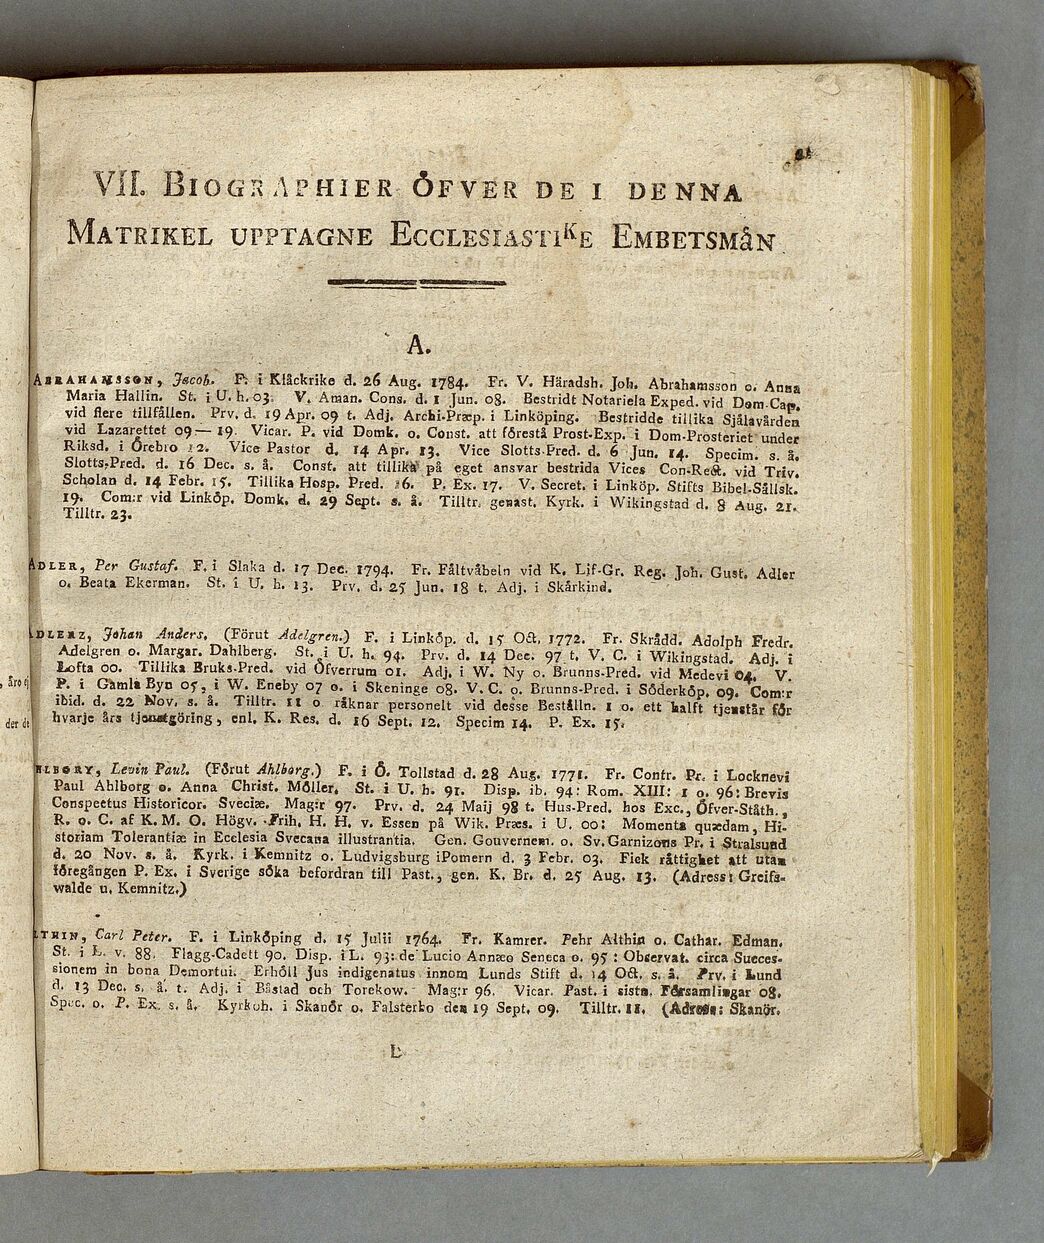 VII. BIOGRAPHIER ÖFVER DE I DENNA
MATRIKEL UPPTAGNE ECCLESIASTIKE EMBETSMÄN
A.
ABRAHAMSSON, Jacob. F. i Klåckrike d. 26 Aug. 1784. Fr. V. Häradsh. Joh. Abrahamsson o. Anna
Maria Hallin. St. i U. h. 03. V. Aman. Cons. d. 1 Jun. 08. Bestridt Notariela Exped. vid Dom.Cap.
vid flere tillfållen. Prv. d. 19 Apr. 09 t. Adj. Archi-Præp. i Linköping. Bestridde tillika Själavården
vid Lazarettet 09—19. Vicar. P. vid Domk. o. Const. att förestå Prost-Exp. i Dom-Prosteriet under
Riksd. i Örebro 12. Vice Pastor d. 14 Apr. 13. Vice Slotts-Pred. d. 6 Jun. 14. Specim. s. å.
Slotts-Pred. d. 16 Dec. s. å. Const. att tillika på eget ansvar bestrida Vices Con-Rect. vid Triv.
Scholan d. 14 Febr. 15. Tillika Hosp. Pred. 16. P. Ex. 17. V. Secret. i Linköp. Stifts Bibel-Sållsk.
19. Com:r vid Linköp. Domk. d. 29 Sept. s. å. Tilltr. genast. Kyrk. i Wikingstad d. 8 Aug. 21.
Tilltr. 23.
ADLER, Per Gustaf. F. i Slaka d. 17 Dec. 1794. Fr. Fältväbeln vid K. Lif-Gr. Reg. Joh. Gust. Adler
o. Beata Ekerman. St. i U. h. 13. Prv. d. 25 Jun. 18 t. Adj. i Skärkind.
ADLERZ, Johan Anders. (Förut Adelgren.) F. i Linköp. d. 15 Oct. 1772. Fr. Skrådd. Adolph Fredr.
Adelgren o. Margar. Dahlberg. St. i U. h. 94. Prv. d. 14 Dec. 97 t. V. C. i Wikingstad. Adj. i
Lofta 00. Tillika Bruks-Pred. vid Öfverrum 01. Adj. i W. Ny o. Brunns-Pred. vid Medevi 04. V.
P. i Gamla Byn 05, i W. Eneby 07 o. i Skeninge 08. V. C. o. Brunns-Pred. i Söderköp. 09. Com:r
ibid. d. 22 Nov. s. å. Tilltr. 11 o räknar personelt vid desse Beställn. 1 o. ett halft tjenstår för
hvarje års tjenstgöring, enl. K. Res. d. 16 Sept. 12. Specim 14. P. Ex. 15.
, äro ej
der dt
AHLBORY, Levin Paul. (Förut Ahlborg.) F. i Ö. Tollstad d. 28 Aug. 1771. Fr. Contr. Pr. i Locknevi
Paul Ahlborg o. Anna Christ. Möller. St. i U. h. 91. Disp. ib. 94: Rom. XIII: 1 o. 96: Brevis
Conspectus Historicor. Sveciæ. Mag:r 97. Prv. d. 24 Maij 98 t. Hus-Pred. hos Exc., Öfver-Ståth.,
R. o. C. af K. M. O. Högv. Frih. H. H. v. Essen på Wik. Præs. i U. 00: Momenta quædam, Hi-
storiam Tolerantiæ in Ecclesia Svecana illustrantia. Gen. Gouvernem. o. Sv. Garnizons Pr. i Stralsund
d. 20 Nov. s. å. Kyrk. i Kemnitz o. Ludvigsburg iPomern d. 3 Febr. 03. Fick rättighet att utan
föregången P. Ex. i Sverige söka befordran till Past., gen. K. Br. d. 25 Aug. 13. (Adress: Greifs-
walde u. Kemnitz.)
ALTHIN, Carl Peter. F. i Linköping d. 15 Julii 1764. Fr. Kamrer. Pehr Althin o. Cathar. Edman.
St. i L. v. 88. Flagg-Cadett 90. Disp. i L. 93: de Lucio Annæo Seneca o. 95: Observat. circa Succes-
sionem in bona Demortui. Erhöll Jus indigenatus innom Lunds Stift d. 14 Oct. s. å. Prv. i Lund
d. 13 Dec. s. å. t. Adj. i Båstad och Torekow. Mag:r 96. Vicar. Past. i sistn. Församlingar 08.
Spec. o. P. Ex. s. å. Kyrkoh. i Skanör o. Falsterbo den 19 Sept. 09. Tilltr. 11. (Adress: Skanör.
L